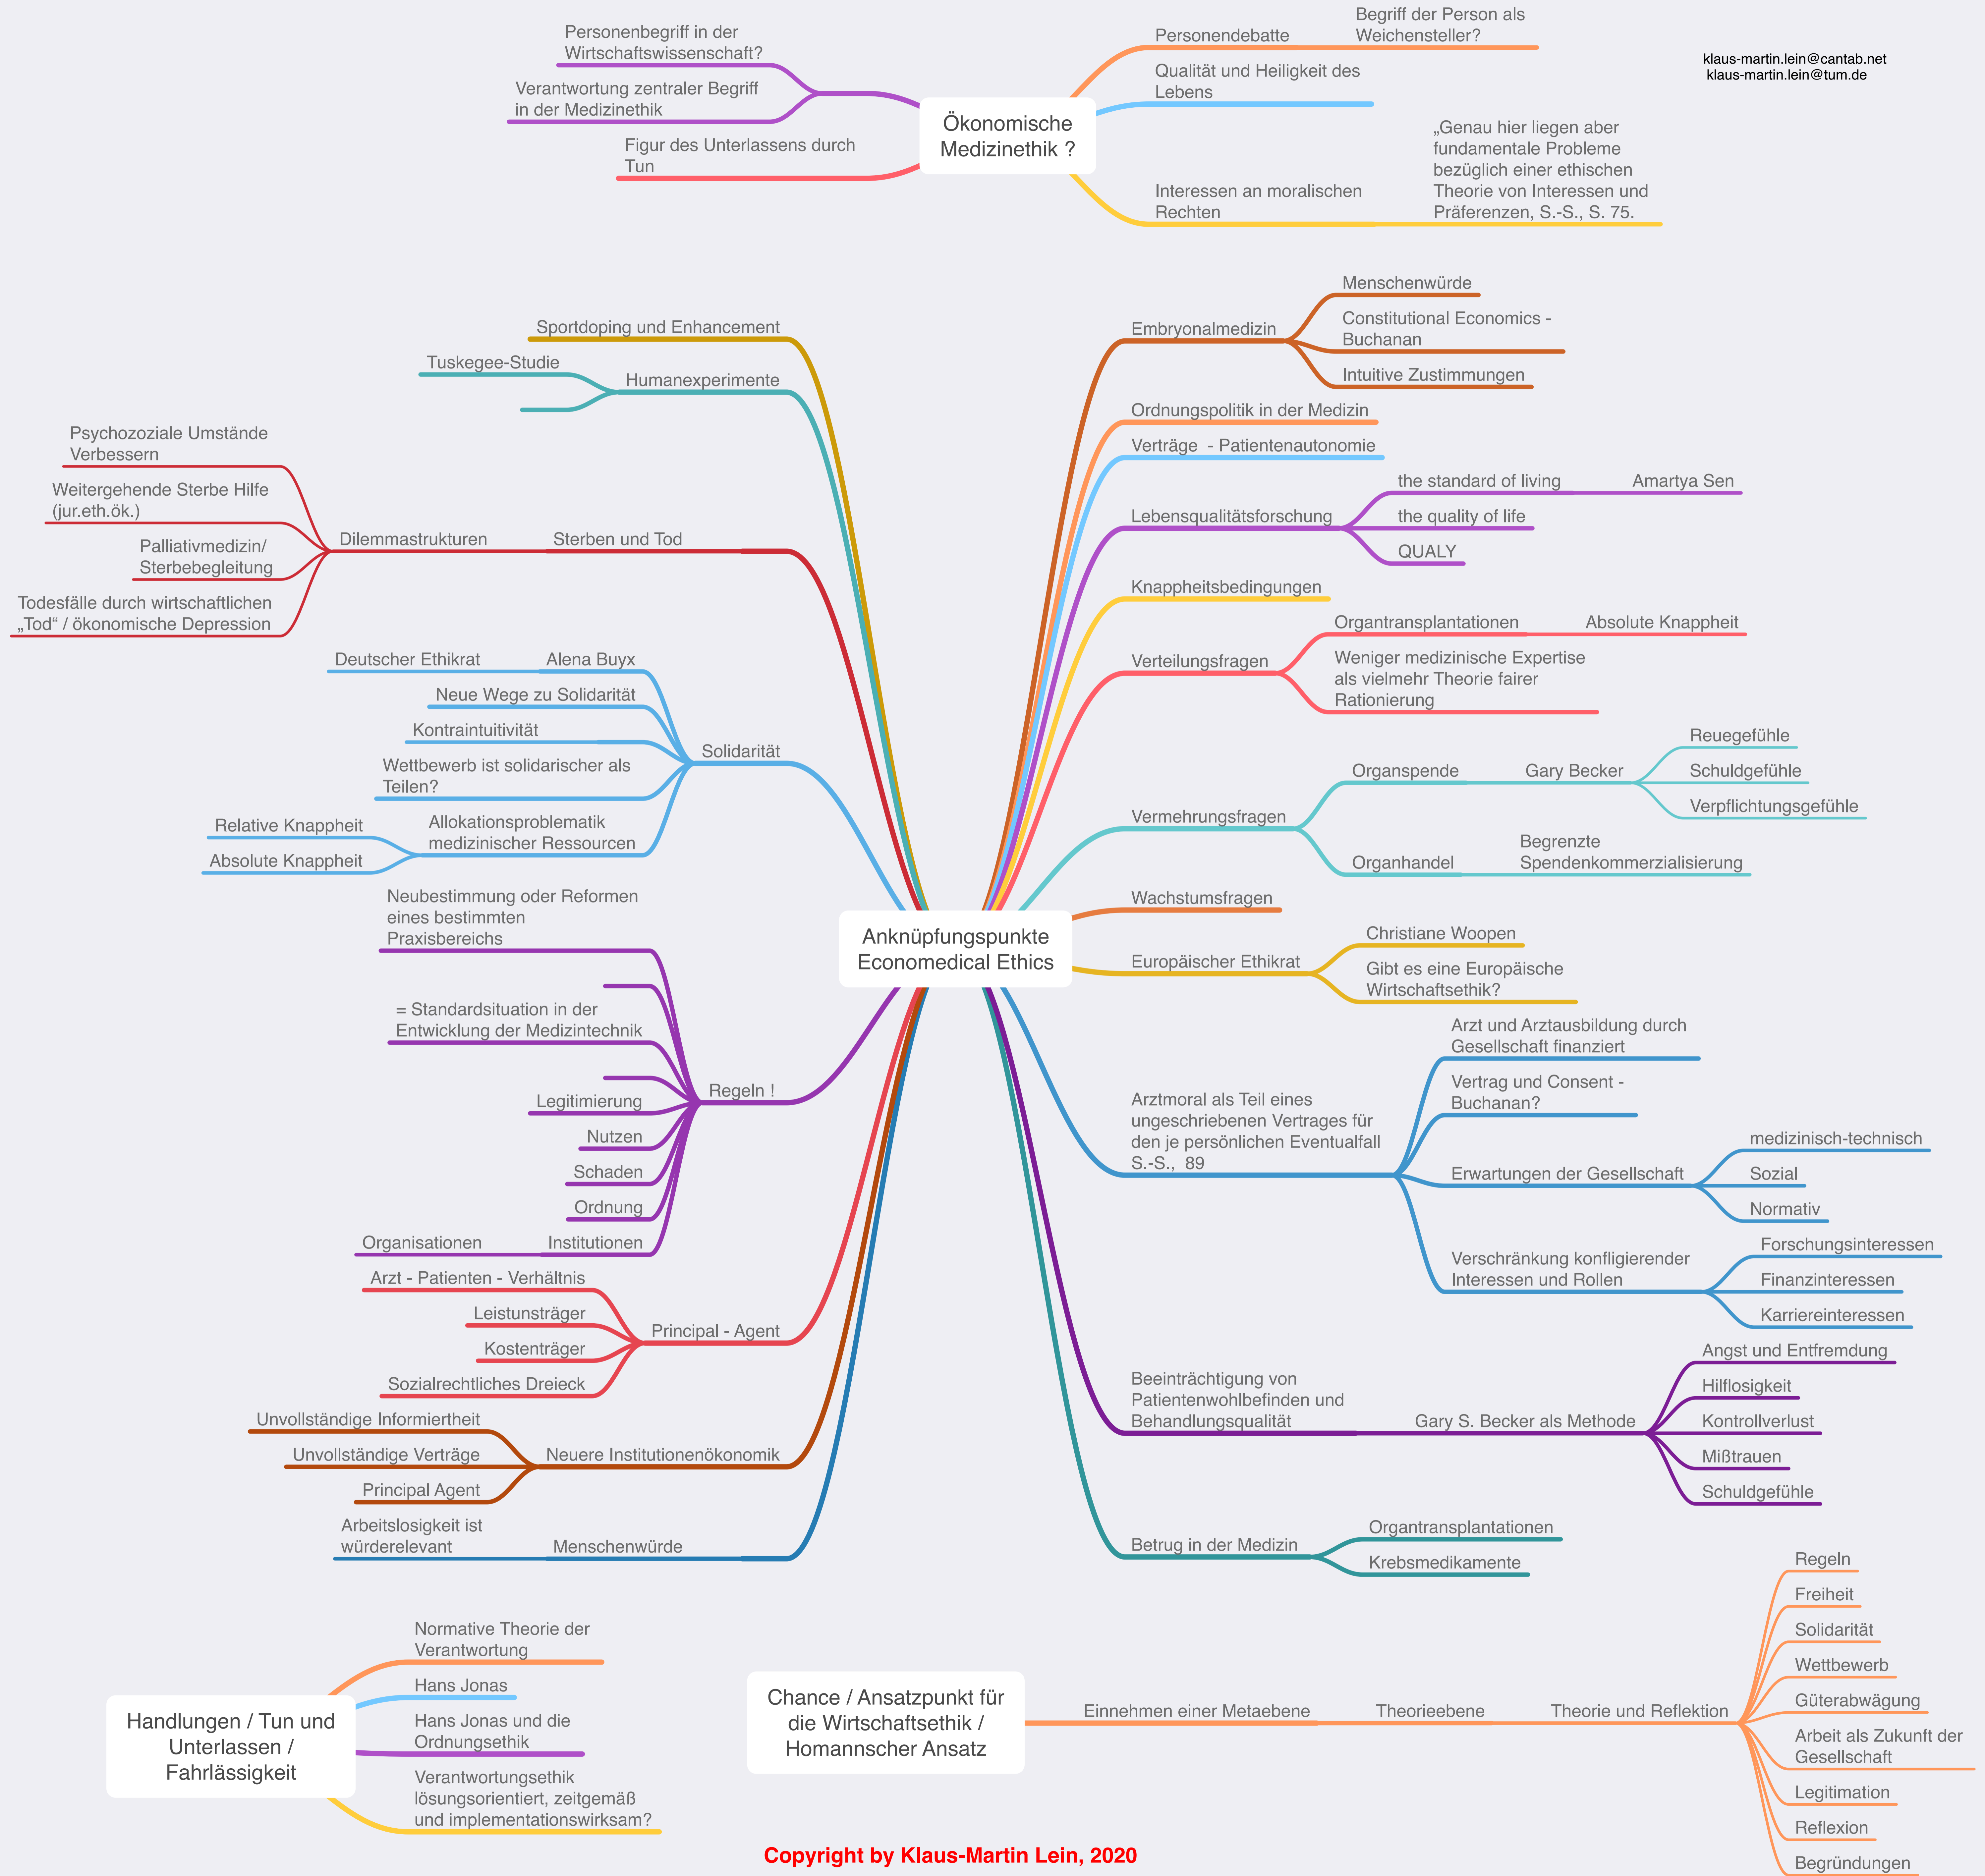 Personenbegriff in der
Wirtschaftswissenschaft?
Verantwortung zentraler Begriff
in der Medizinethik
Figur des Unterlassens durch
Tun
Ökonomische
Medizinethik ?
Personendebatte
Begriff der Person als
Weichensteller?
Qualität und Heiligkeit des
Lebens
Interessen an moralischen
Rechten
„Genau hier liegen aber
fundamentale Probleme
bezüglich einer ethischen
Theorie von Interessen und
Präferenzen, S.-S., S. 75.
klaus-martin.lein@cantab.net
klaus-martin.lein@tum.de
Sportdoping und Enhancement
Tuskegee-Studie
Humanexperimente
Psychozoziale Umstände
Verbessern
Weitergehende Sterbe Hilfe
(jur.eth.ök.)
Palliativmedizin/
Sterbebegleitung
Todesfälle durch wirtschaftlichen
„Tod“ / ökonomische Depression
Dilemmastrukturen
Sterben und Tod
Deutscher Ethikrat
Alena Buyx
Neue Wege zu Solidarität
Kontraintuitivität
Wettbewerb ist solidarischer als
Teilen?
Relative Knappheit
Absolute Knappheit
Allokationsproblematik
medizinischer Ressourcen
Solidarität
Neubestimmung oder Reformen
eines bestimmten
Praxisbereichs
= Standardsituation in der
Entwicklung der Medizintechnik
Legitimierung
Nutzen
Schaden
Ordnung
Organisationen
Institutionen
Regeln !
Arzt - Patienten - Verhältnis
Leistunsträger
Kostenträger
Sozialrechtliches Dreieck
Principal - Agent
Unvollständige Informiertheit
Unvollständige Verträge
Principal Agent
Neuere Institutionenökonomik
Arbeitslosigkeit ist
würderelevant
Menschenwürde
Anknüpfungspunkte
Economedical Ethics
Embryonalmedizin
Menschenwürde
Constitutional Economics -
Buchanan
Intuitive Zustimmungen
Ordnungspolitik in der Medizin
Verträge - Patientenautonomie
Lebensqualitätsforschung
the standard of living
Amartya Sen
the quality of life
QUALY
Knappheitsbedingungen
Verteilungsfragen
Organtransplantationen
Absolute Knappheit
Weniger medizinische Expertise
als vielmehr Theorie fairer
Rationierung
Vermehrungsfragen
Organspende
Gary Becker
Reuegefühle
Schuldgefühle
Verpflichtungsgefühle
Organhandel
Begrenzte
Spendenkommerzialisierung
Wachstumsfragen
Europäischer Ethikrat
Christiane Woopen
Gibt es eine Europäische
Wirtschaftsethik?
Arztmoral als Teil eines
ungeschriebenen Vertrages für
den je persönlichen Eventualfall
S.-S., 89
Arzt und Arztausbildung durch
Gesellschaft finanziert
Vertrag und Consent -
Buchanan?
Erwartungen der Gesellschaft
medizinisch-technisch
Sozial
Normativ
Verschränkung konfligierender
Interessen und Rollen
Forschungsinteressen
Finanzinteressen
Karriereinteressen
Beeinträchtigung von
Patientenwohlbefinden und
Behandlungsqualität
Gary S. Becker als Methode
Angst und Entfremdung
Hilflosigkeit
Kontrollverlust
Mißtrauen
Schuldgefühle
Betrug in der Medizin
Organtransplantationen
Krebsmedikamente
Handlungen / Tun und
Unterlassen /
Fahrlässigkeit
Normative Theorie der
Verantwortung
Hans Jonas
Hans Jonas und die
Ordnungsethik
Verantwortungsethik
lösungsorientiert, zeitgemäß
und implementationswirksam?
Chance / Ansatzpunkt für
die Wirtschaftsethik /
Homannscher Ansatz
Einnehmen einer Metaebene
Theorieebene
Theorie und Reflektion
Regeln
Freiheit
Solidarität
Wettbewerb
Güterabwägung
Arbeit als Zukunft der
Gesellschaft
Legitimation
Reflexion
Begründungen
Copyright by Klaus-Martin Lein, 2020